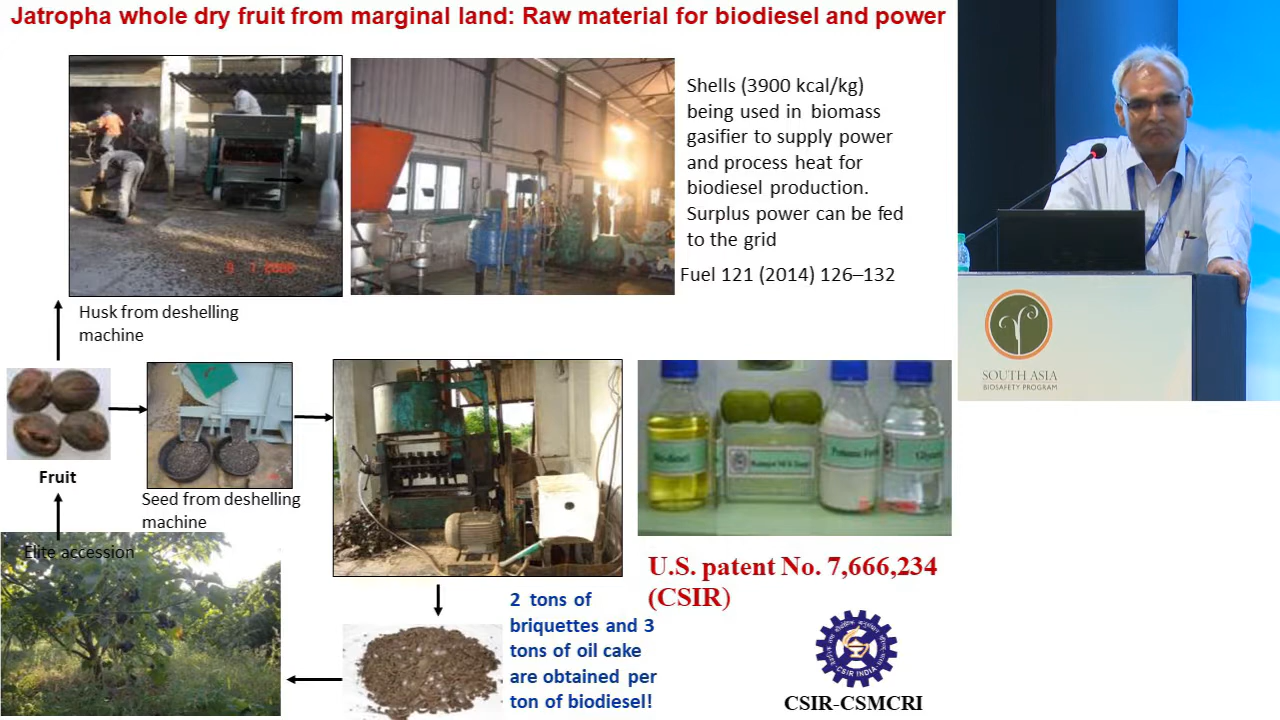 Jatropha whole dry fruit from marginal land: Raw material for biodiesel and power
Shells (3900 kcal/kg)
being used in biomass
gasifier to supply power
and process heat for
biodiesel production.
Surplus power can be fed
to the grid
Fuel 121 (2014) 126–132
Husk from deshelling
machine
Fruit
Seed from deshelling
machine
Elite accession
2 tons of
briquettes and 3
tons of oil cake
are obtained per
ton of biodiesel!
U.S. patent No. 7,666,234
(CSIR)
CSIR INDIA
CSIR-CSMCRI
SOUTH ASIA
BIOSAFETY PROGRAM